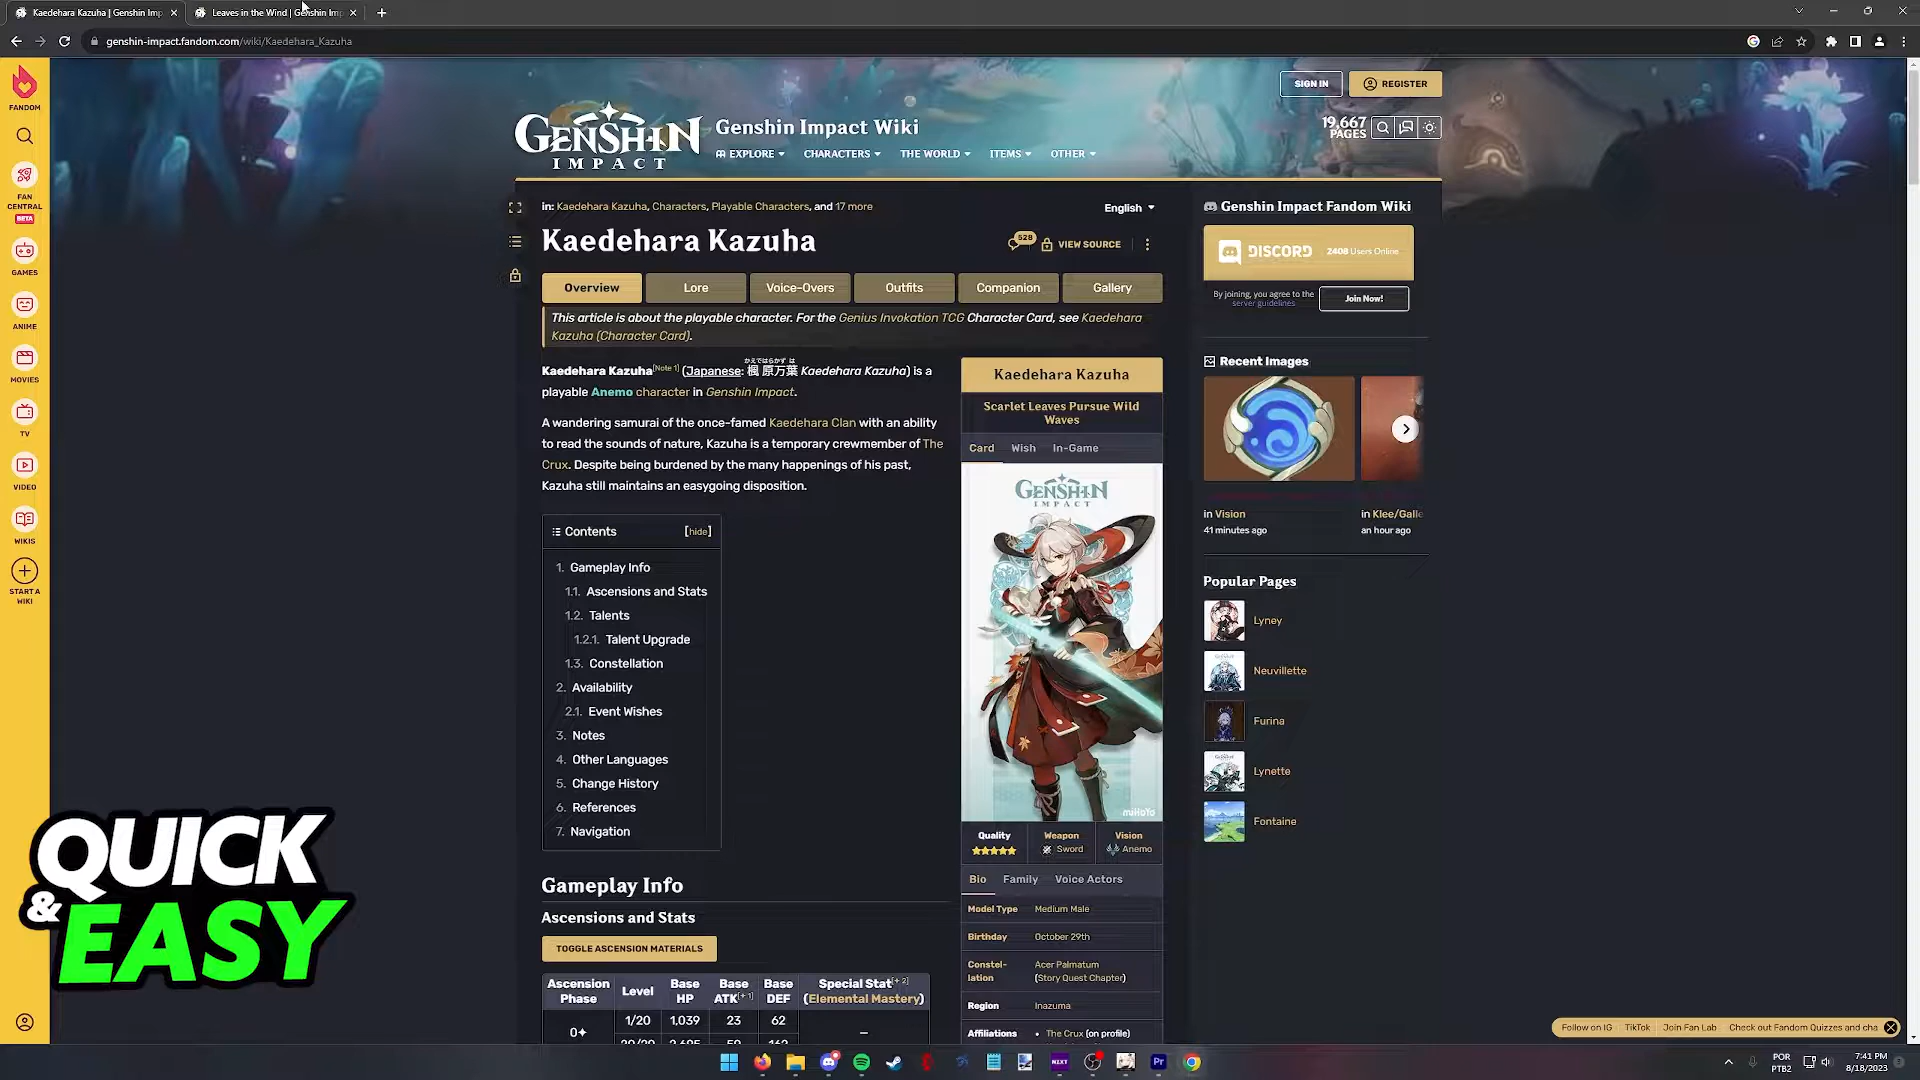 Kaedehara Kazuha | Genshin Imp
Leaves in the Wind | Genshin Imp
genshin-impact.fandom.com/wiki/Kaedehara_Kazuha
FANDOM
FAN CENTRAL
BETA
GAMES
ANIME
MOVIES
TV
VIDEO
WIKIS
START A WIKI
SIGN IN
REGISTER
GENSHIN IMPACT
Genshin Impact Wiki
19,667 PAGES
EXPLORE
CHARACTERS
THE WORLD
ITEMS
OTHER
in: Kaedehara Kazuha, Characters, Playable Characters, and 17 more
English
Kaedehara Kazuha
528
VIEW SOURCE
Overview
Lore
Voice-Overs
Outfits
Companion
Gallery
This article is about the playable character. For the Genius Invokation TCG Character Card, see Kaedehara
Kazuha (Character Card).
Kaedehara Kazuha[Note 1] (Japanese: 楓原万葉 Kaedehara Kazuha) is a
playable Anemo character in Genshin Impact.
A wandering samurai of the once-famed Kaedehara Clan with an ability
to read the sounds of nature, Kazuha is a temporary crewmember of The
Crux. Despite being burdened by the many happenings of his past,
Kazuha still maintains an easygoing disposition.
Contents [hide]
1. Gameplay Info
1.1. Ascensions and Stats
1.2. Talents
1.2.1. Talent Upgrade
1.3. Constellation
2. Availability
2.1. Event Wishes
3. Notes
4. Other Languages
5. Change History
6. References
7. Navigation
Gameplay Info
Ascensions and Stats
TOGGLE ASCENSION MATERIALS
Ascension Phase
Level
Base HP
Base ATK[+1]
Base DEF
Special Stat[+2] (Elemental Mastery)
0✦
1/20
1,039
23
62
—
Kaedehara Kazuha
Scarlet Leaves Pursue Wild
Waves
Card
Wish
In-Game
GENSHIN
IMPACT
miHoYo
Quality
★★★★★
Weapon
Sword
Vision
Anemo
Bio
Family
Voice Actors
Model Type
Medium Male
Birthday
October 29th
Constel-
lation
Acer Palmatum
(Story Quest Chapter)
Region
Inazuma
Affiliations
• The Crux (on profile)
Genshin Impact Fandom Wiki
DISCORD
2408 Users Online
By joining, you agree to the
server guidelines
Join Now!
Recent Images
in Vision
41 minutes ago
in Klee/Galle
an hour ago
Popular Pages
Lyney
Neuvillette
Furina
Lynette
Fontaine
QUICK
& EASY
Follow on IG
TikTok
Join Fan Lab
Check out Fandom Quizzes and cha
NEXT
Pr
POR
PTB2
7:41 PM
8/18/2023